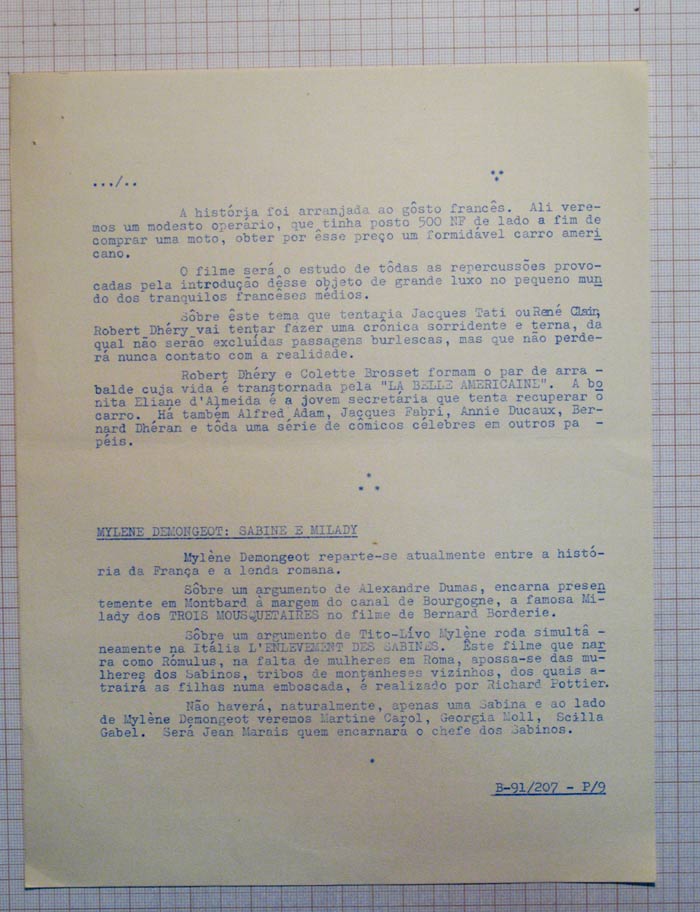 .../..
A história foi arranjada ao gôsto francês. Ali vere-
mos um modesto operário, que tinha posto 500 NF de lado a fim de
comprar uma moto, obter por êsse preço um formidável carro ameri
cano.
O filme será o estudo de tôdas as repercussões provo-
cadas pela introdução dêsse objeto de grande luxo no pequeno mun
do dos tranquilos francêses médios.
Sôbre êste tema que tentaria Jacques Tati ou René Clair,
Robert Dhéry vai tentar fazer uma crônica sorridente e terna, da
qual não serão excluídas passagens burlescas, mas que não perde-
rá nunca contato com a realidade.
Robert Dhéry e Colette Brosset formam o par de arra -
balde cuja vida é transtornada pela "LA BELLE AMERICAINE". A bo
nita Eliane d'Almeida é a jovem secretária que tenta recuperar o
carro. Há também Alfred Adam, Jacques Fabri, Annie Ducaux, Ber-
nard Dhéran e tôda uma série de cômicos célebres em outros pa -
péis.
MYLENE DEMONGEOT: SABINE E MILADY
Mylène Demongeot reparte-se atualmente entre a histó-
ria da França e a lenda romana.
Sôbre um argumento de Alexandre Dumas, encarna presen
temente em Montbard à margem do canal de Bourgogne, a famosa Mi-
lady dos TROIS MOUSQUETAIRES no filme de Bernard Borderie.
Sôbre um argumento de Tito-Lívo Mylène roda simultâ -
neamente na Itália L'ENLEVEMENT DES SABINES. Êste filme que nar
ra como Rômulus, na falta de mulheres em Roma, apossa-se das mu-
lheres dos Sabinos, tribos de montanheses vizinhos, dos quais a-
trairá as filhas numa emboscada, é realizado por Richard Pottier.
Não haverá, naturalmente, apenas uma Sabina e ao lado
de Mylène Demongeot veremos Martine Carol, Georgia Moll, Scilla
Gabel. Será Jean Marais quem encarnará o chefe dos Sabinos.
B-91/207 - P/9